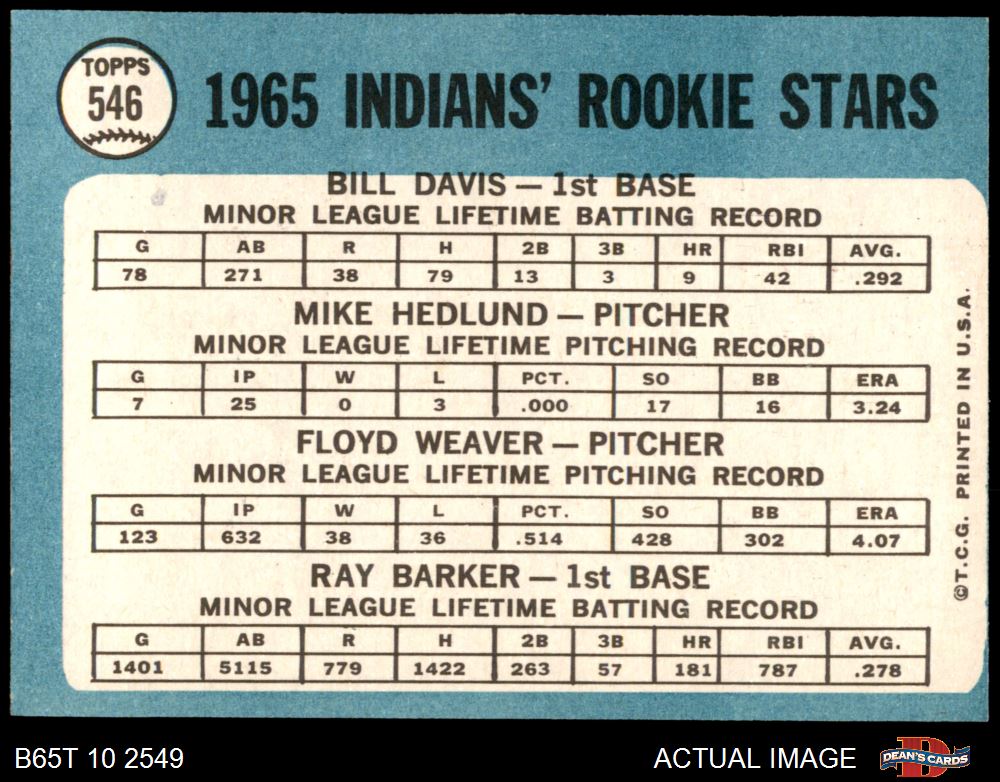 TOPPS
546
1965 INDIANS' ROOKIE STARS
BILL DAVIS — 1st BASE
MINOR LEAGUE LIFETIME BATTING RECORD
G AB R H 2B 3B HR RBI AVG.
78 271 38 79 13 3 9 42 .292
MIKE HEDLUND — PITCHER
MINOR LEAGUE LIFETIME PITCHING RECORD
G IP W L PCT. SO BB ERA
7 25 0 3 .000 17 16 3.24
FLOYD WEAVER — PITCHER
MINOR LEAGUE LIFETIME PITCHING RECORD
G IP W L PCT. SO BB ERA
123 632 38 36 .514 428 302 4.07
RAY BARKER — 1st BASE
MINOR LEAGUE LIFETIME BATTING RECORD
G AB R H 2B 3B HR RBI AVG.
1401 5115 779 1422 263 57 181 787 .278
©T.C.G. PRINTED IN U.S.A.
B65T 10 2549
ACTUAL IMAGE
DEAN'S CARDS